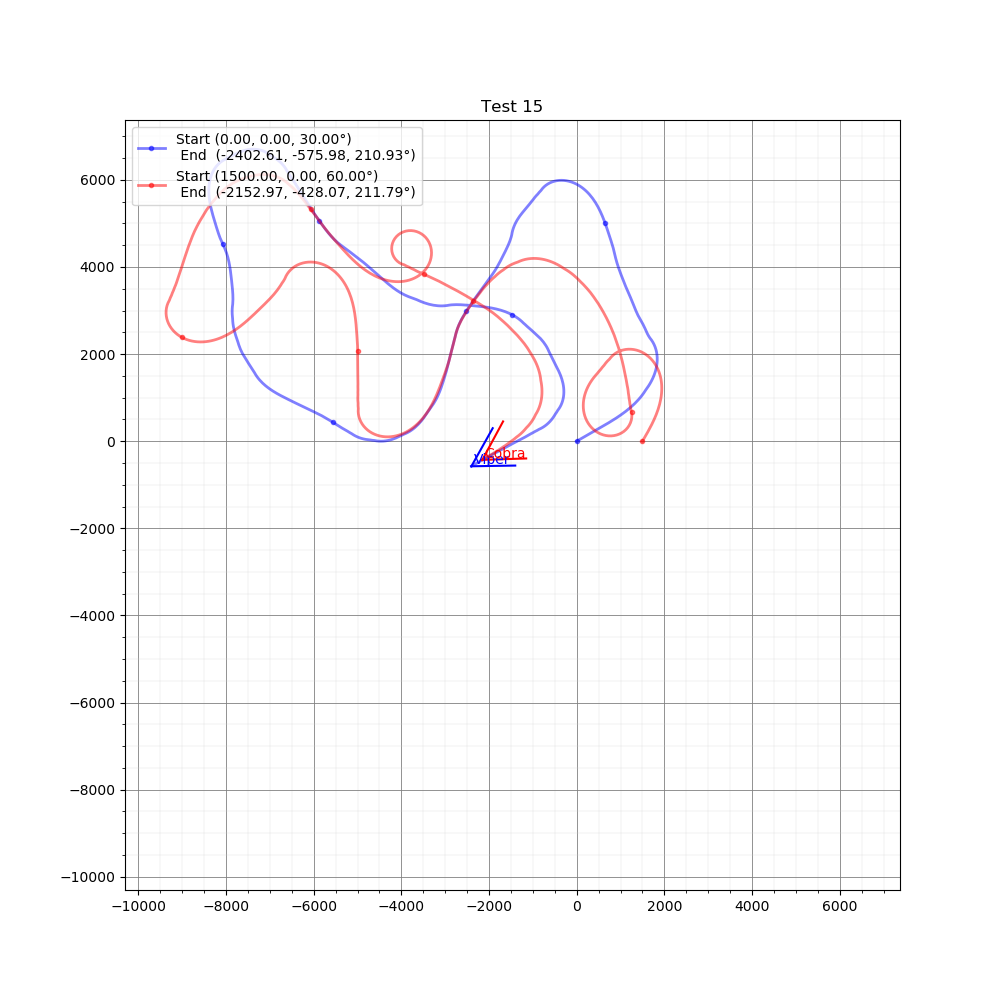 Test 15
Start (0.00, 0.00, 30.00°)
End (-2402.61, -575.98, 210.93°)
Start (1500.00, 0.00, 60.00°)
End (-2152.97, -428.07, 211.79°)
6000
4000
2000
0
−2000
−4000
−6000
−8000
−10000
Cobra
Viper
−10000 −8000 −6000 −4000 −2000 0 2000 4000 6000